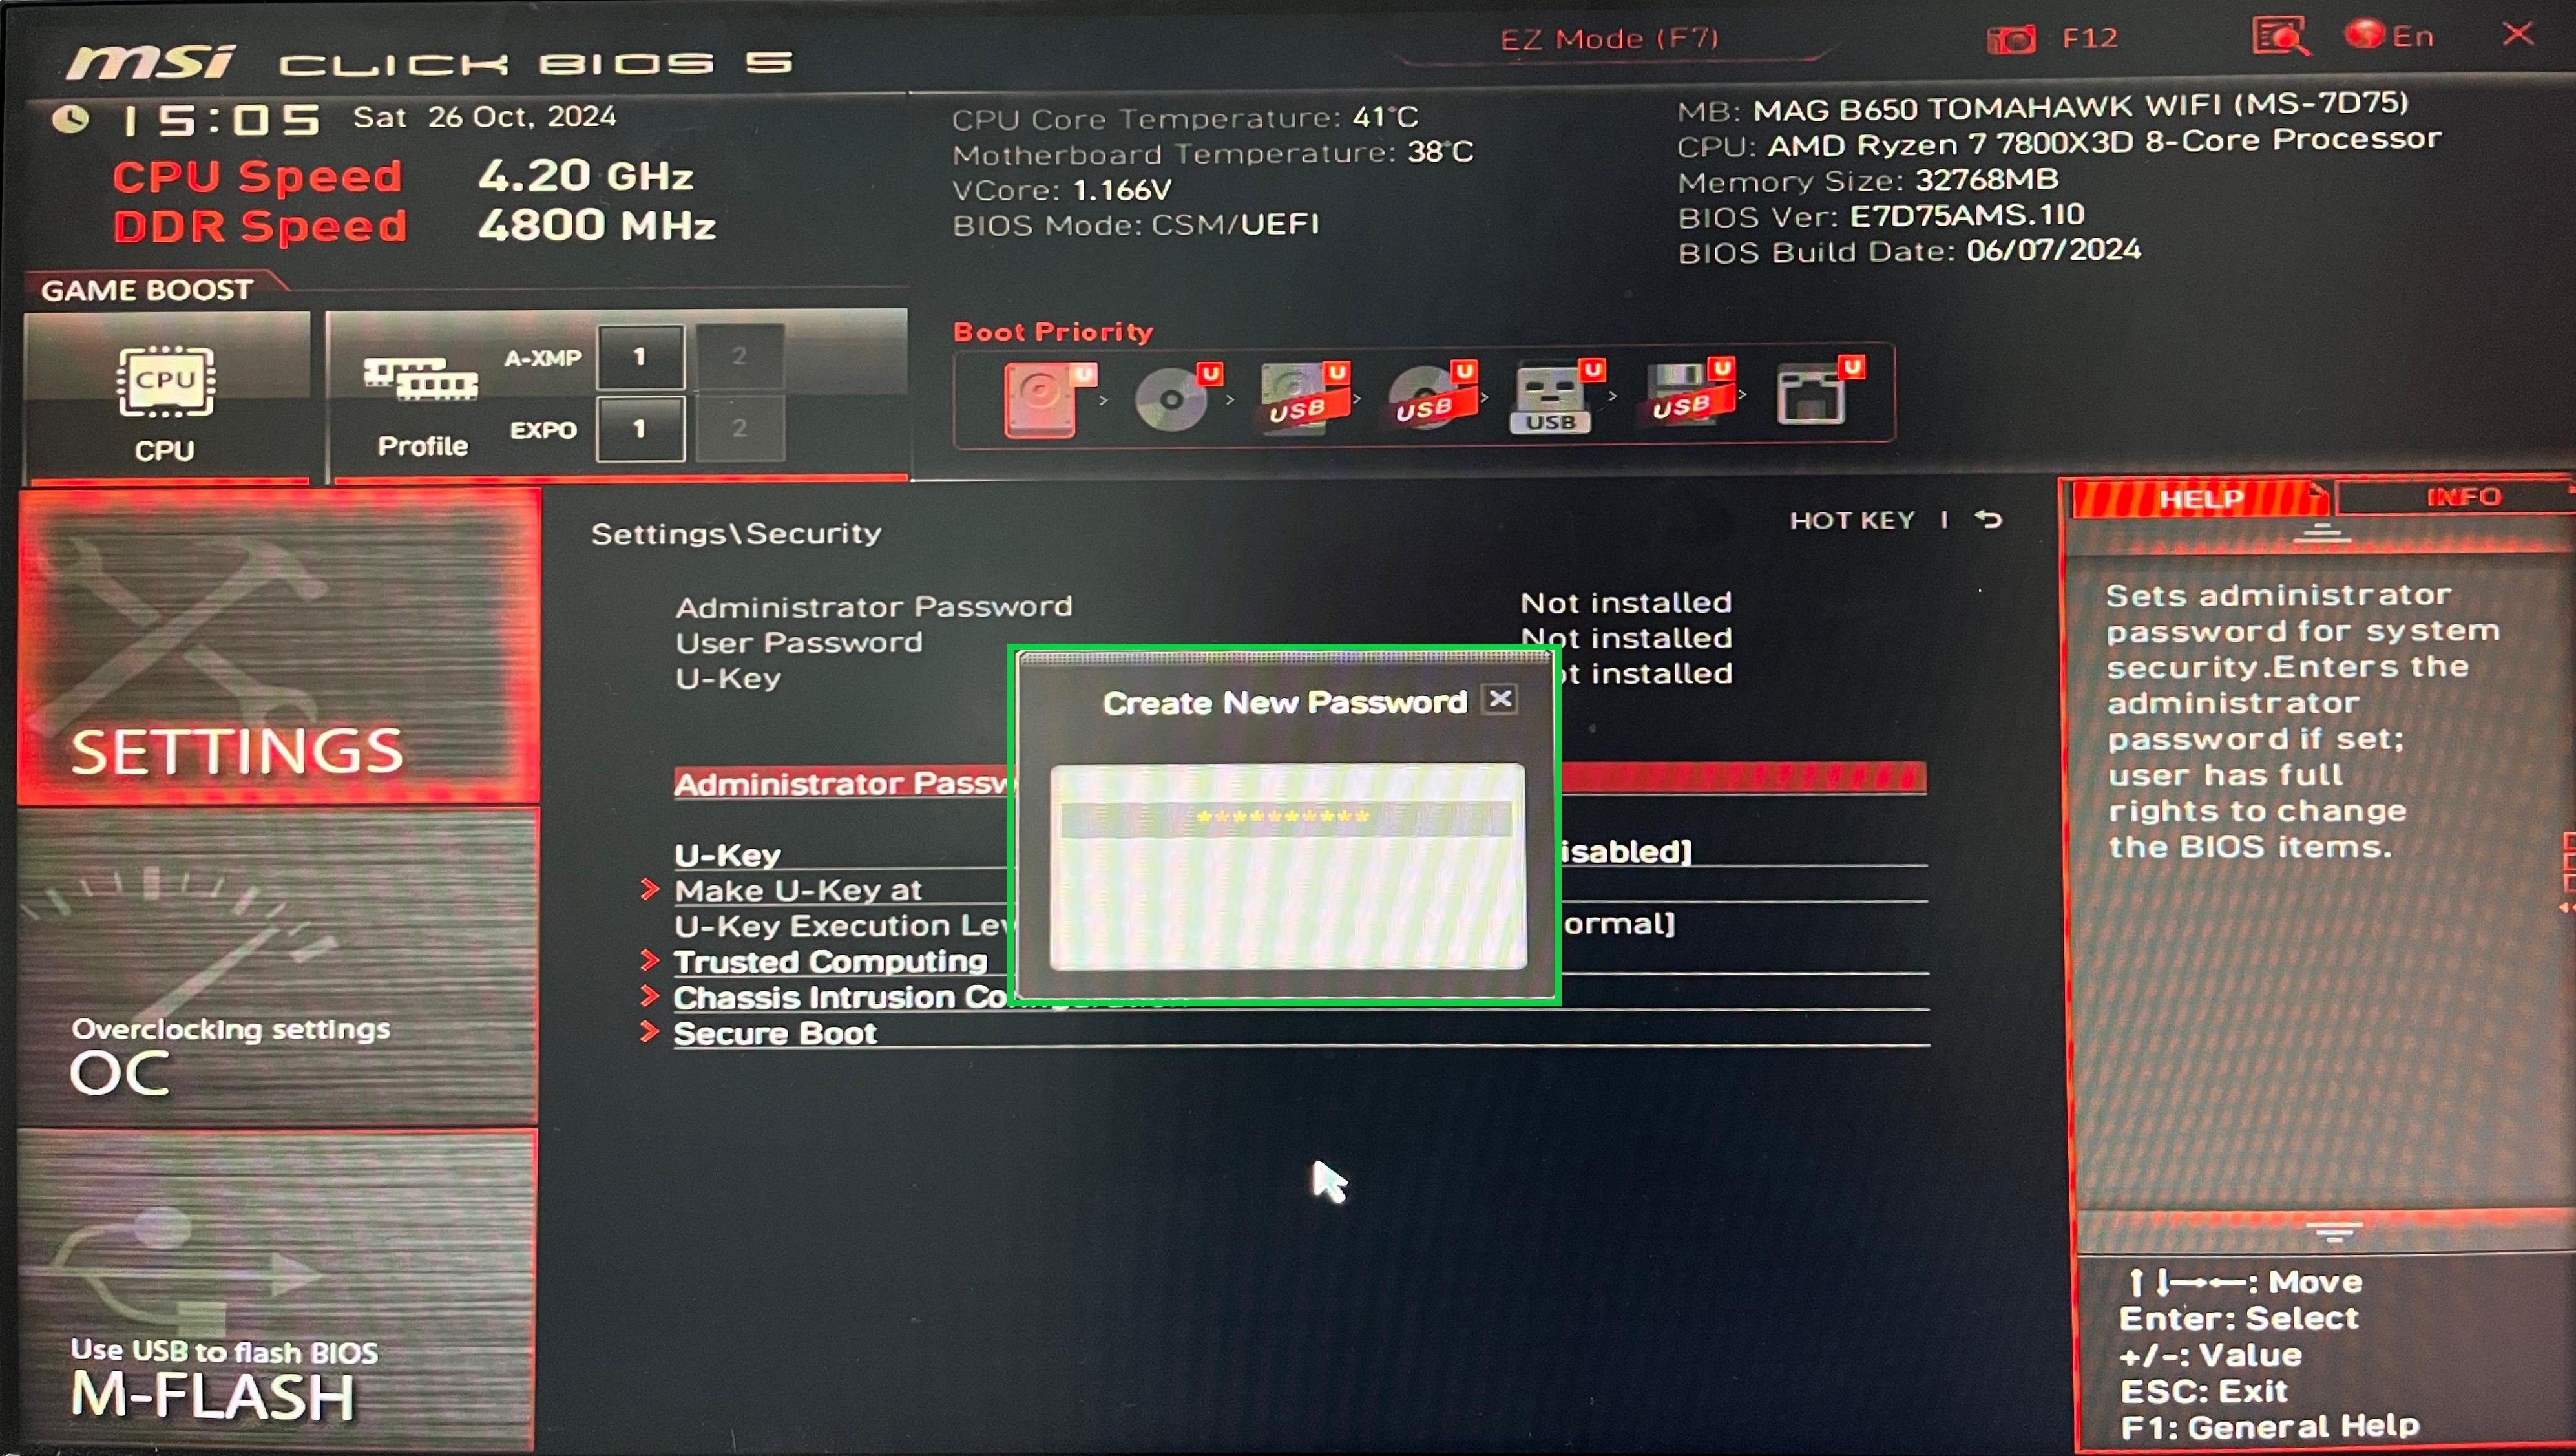 msi CLICK BIOS 5
EZ Mode (F7)
F12
En
15:05 Sat 26 Oct, 2024
CPU Speed 4.20 GHz
DDR Speed 4800 MHz
CPU Core Temperature: 41°C
Motherboard Temperature: 38°C
VCore: 1.166V
BIOS Mode: CSM/UEFI
MB: MAG B650 TOMAHAWK WIFI (MS-7D75)
CPU: AMD Ryzen 7 7800X3D 8-Core Processor
Memory Size: 32768MB
BIOS Ver: E7D75AMS.1I0
BIOS Build Date: 06/07/2024
GAME BOOST
CPU
CPU
Profile
A-XMP 1 2
EXPO 1 2
Boot Priority
U U U U U U U
USB USB USB USB
SETTINGS
Overclocking settings
OC
Use USB to flash BIOS
M-FLASH
Settings\Security
HOT KEY |
Administrator Password Not installed
User Password Not installed
U-Key ot installed
Administrator Passw
U-Key isabled]
Make U-Key at
U-Key Execution Lev ormal]
Trusted Computing
Chassis Intrusion Co
Secure Boot
Create New Password
**********
HELP
INFO
Sets administrator
password for system
security.Enters the
administrator
password if set;
user has full
rights to change
the BIOS items.
↑↓→←: Move
Enter: Select
+/-: Value
ESC: Exit
F1: General Help